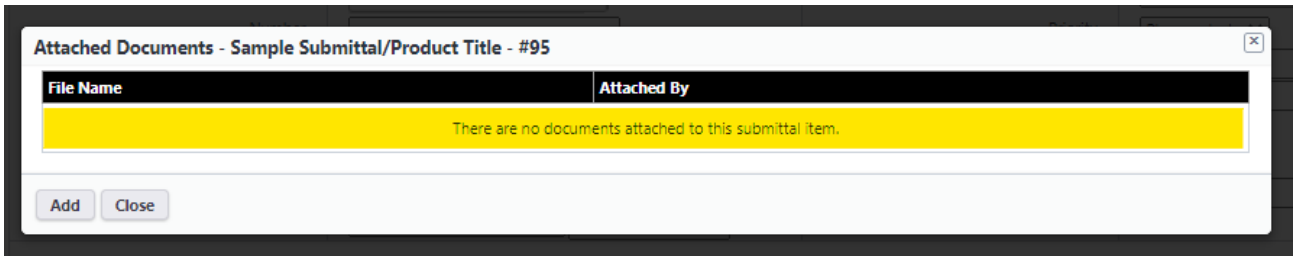 Attached Documents - Sample Submittal/Product Title - #95
File Name Attached By
There are no documents attached to this submittal item.
Add Close